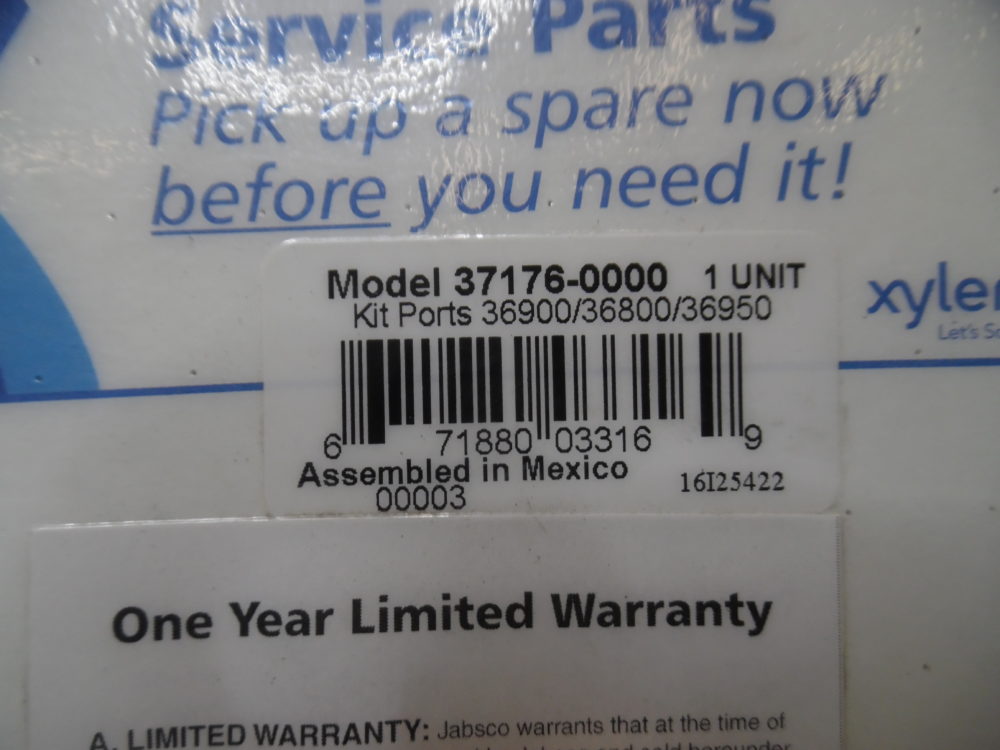 Service Parts
Pick up a spare now
before you need it!
Model 37176-0000 1 UNIT
Kit Ports 36900/36800/36950
xyle
Let's
6 71880 03316 9
Assembled in Mexico
00003
16I25422
One Year Limited Warranty
A. LIMITED WARRANTY: Jabsco warrants that at the time of